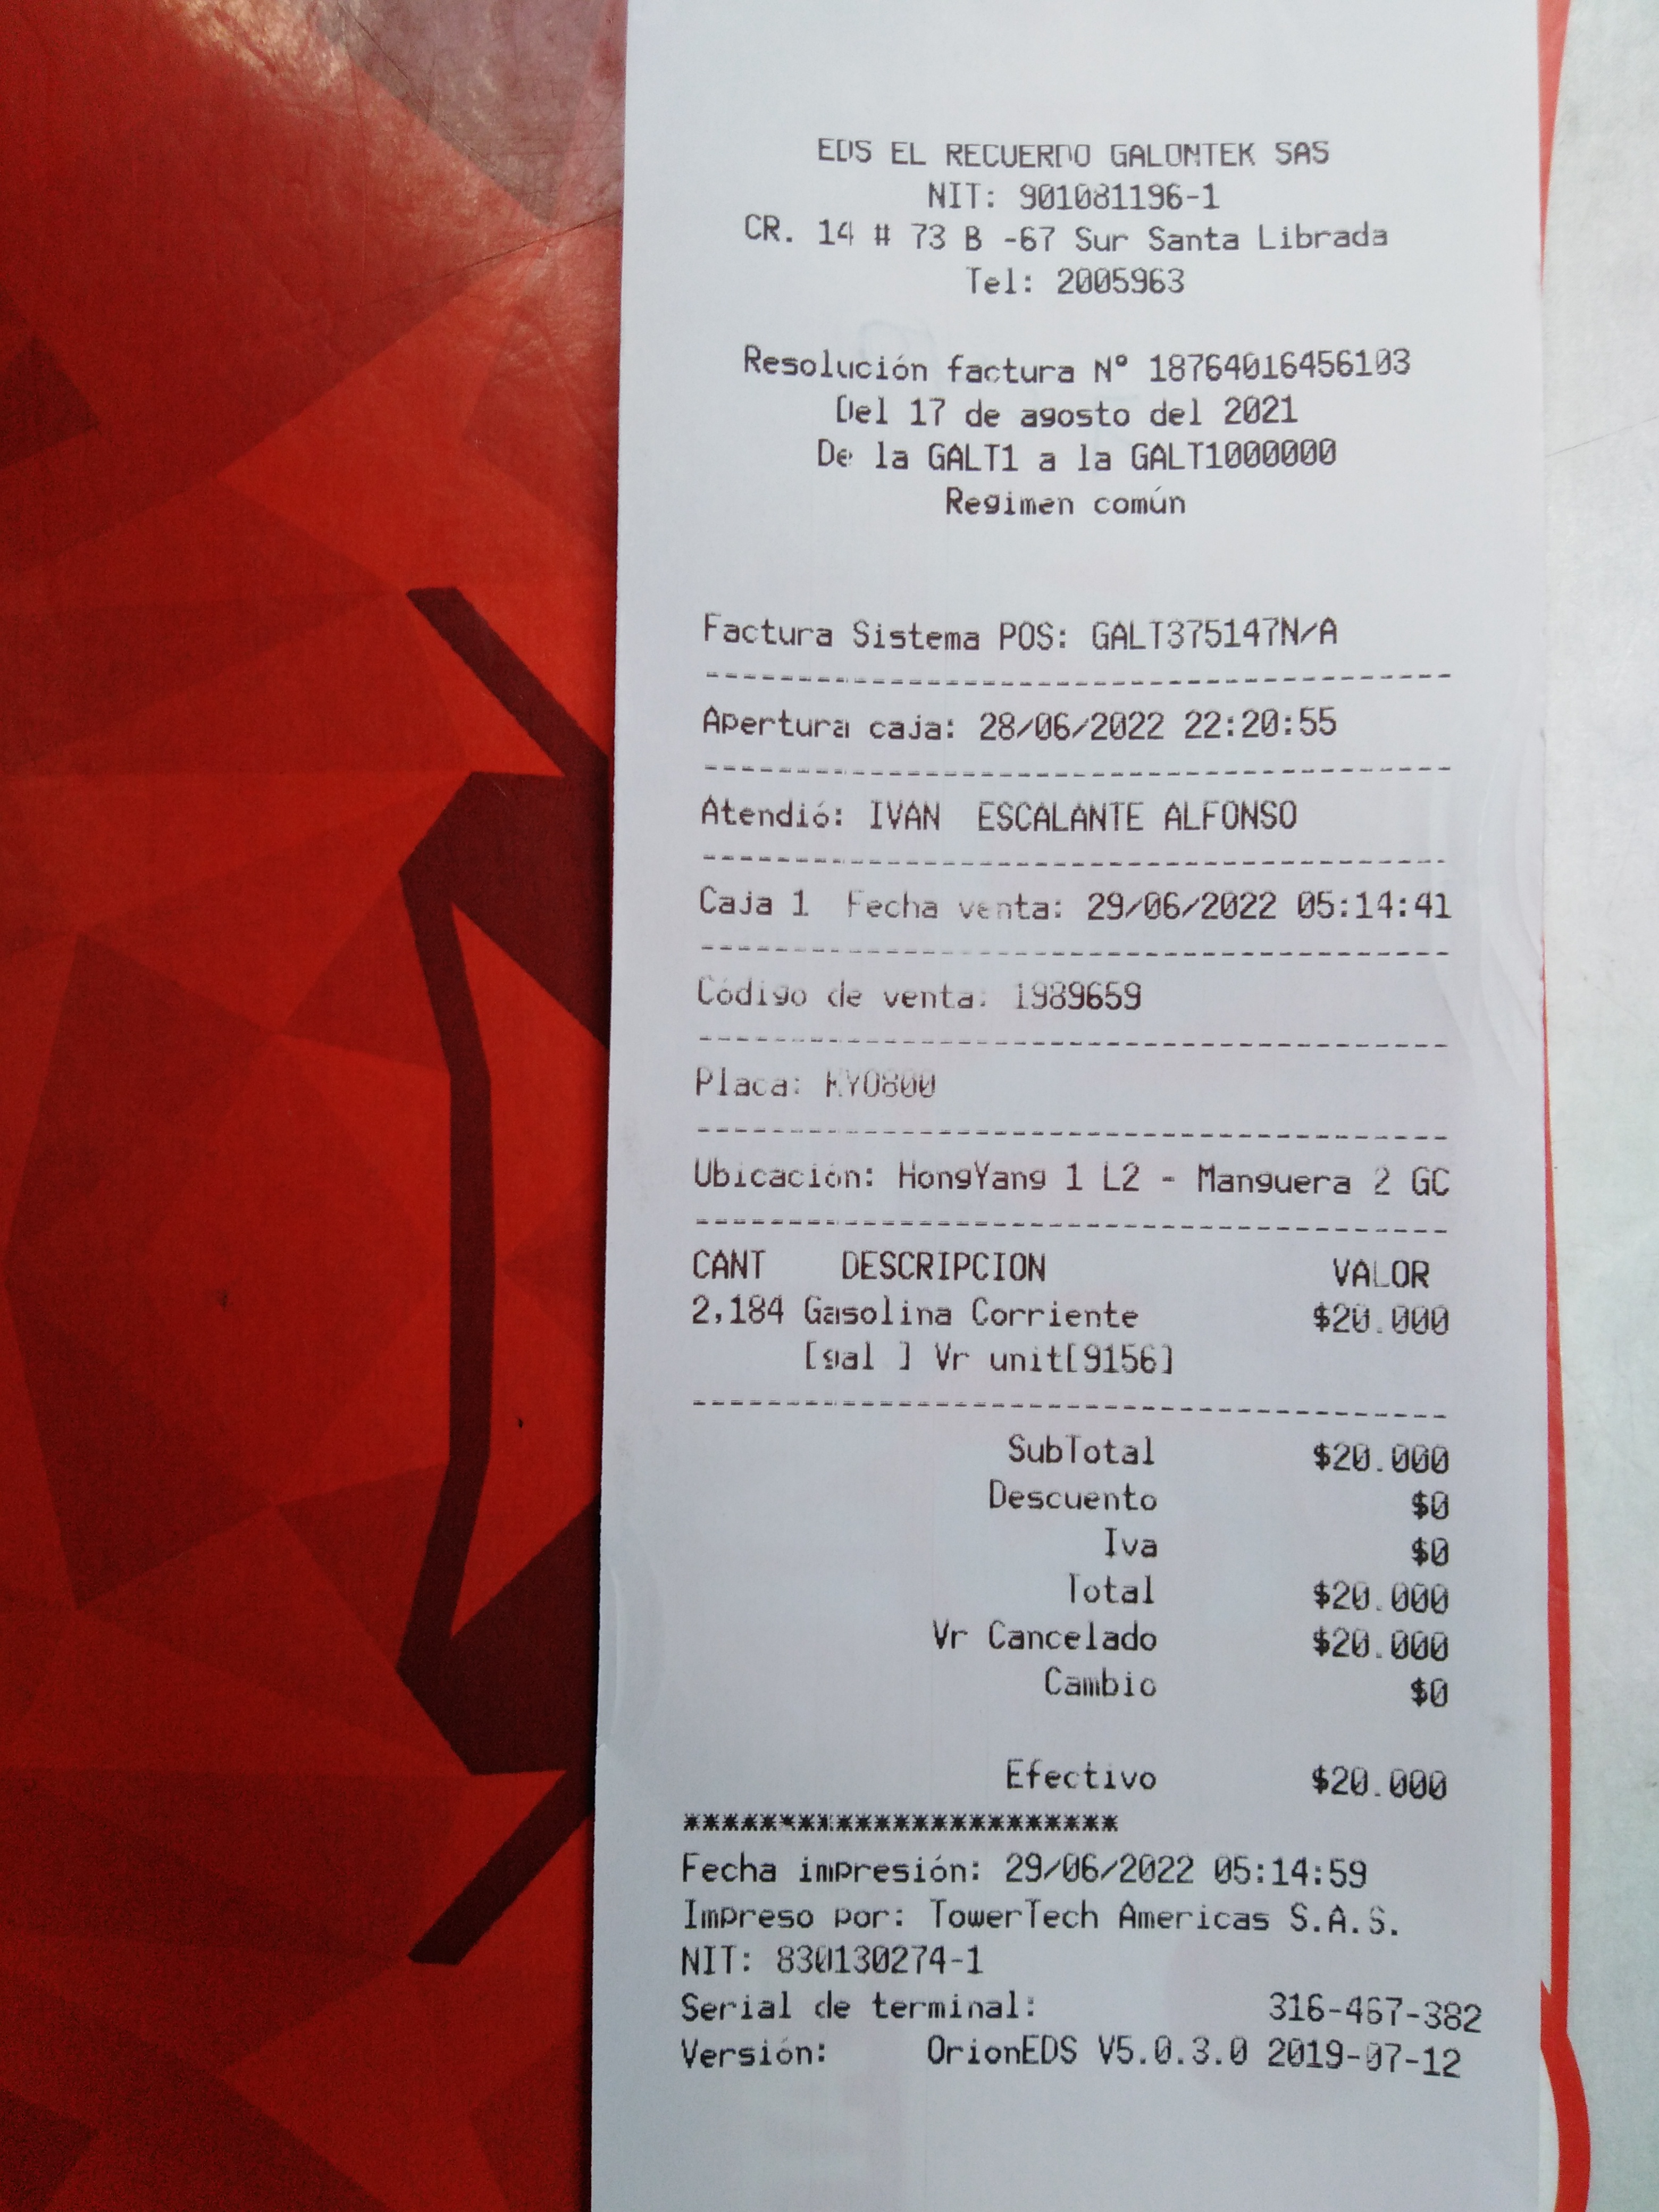 EDS EL RECUERDO GALONTEK SAS
NIT: 901081196-1
CR. 14 # 73 B -67 Sur Santa Librada
Tel: 2005963
Resolución factura N° 18764016456103
Del 17 de agosto del 2021
De la GALT1 a la GALT1000000
Regimen común
Factura Sistema POS: GALT375147N/A
----------------------------------------
Apertura caja: 28/06/2022 22:20:55
----------------------------------------
Atendió: IVAN  ESCALANTE ALFONSO
----------------------------------------
Caja 1  Fecha venta: 29/06/2022 05:14:41
----------------------------------------
Código de venta: 1989659
----------------------------------------
Placa: KYO800
----------------------------------------
Ubicación: HongYang 1 L2 - Manguera 2 GC
----------------------------------------
CANT DESCRIPCION VALOR
2,184 Gasolina Corriente $20.000
[gal ] Vr unit[9156]
----------------------------------------
SubTotal $20.000
Descuento $0
Iva $0
Total $20.000
Vr Cancelado $20.000
Cambio $0
Efectivo $20.000
***********************
Fecha impresión: 29/06/2022 05:14:59
Impreso por: TowerTech Americas S.A.S.
NIT: 830130274-1
Serial de terminal: 316-467-382
Versión: OrionEDS V5.0.3.0 2019-07-12